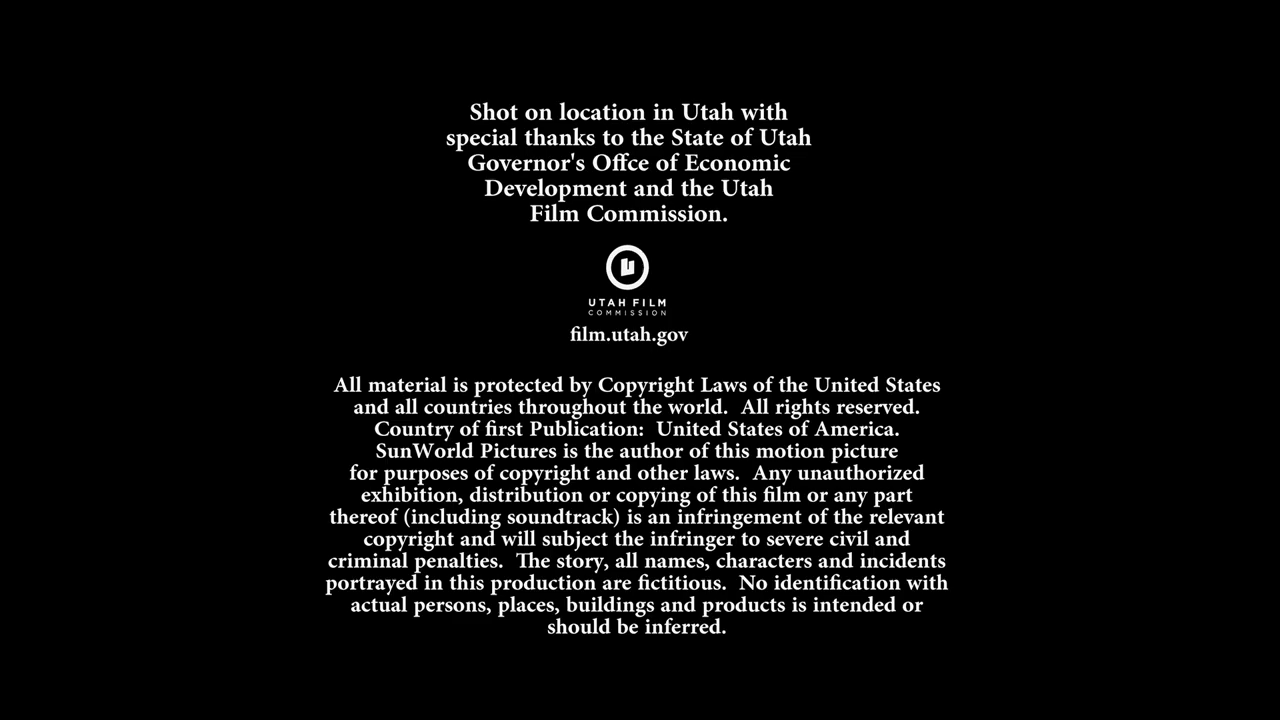 Shot on location in Utah with
special thanks to the State of Utah
Governor's Offce of Economic
Development and the Utah
Film Commission.
UTAH FILM
COMMISSION
film.utah.gov
All material is protected by Copyright Laws of the United States
and all countries throughout the world.  All rights reserved.
Country of first Publication:  United States of America.
SunWorld Pictures is the author of this motion picture
for purposes of copyright and other laws.  Any unauthorized
exhibition, distribution or copying of this film or any part
thereof (including soundtrack) is an infringement of the relevant
copyright and will subject the infringer to severe civil and
criminal penalties.  The story, all names, characters and incidents
portrayed in this production are fictitious.  No identification with
actual persons, places, buildings and products is intended or
should be inferred.